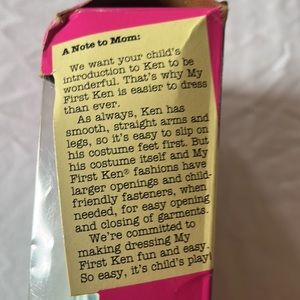 A Note to Mom:
We want your child's
introduction to Ken to be
wonderful. That's why My
First Ken is easier to dress
than ever.
As always, Ken has
smooth, straight arms and
legs, so it's easy to slip on
his costume feet first. But
his costume itself and My
First Ken® fashions have
larger openings and child-
friendly fasteners, when
needed, for easy opening
and closing of garments.
We're committed to
making dressing My
First Ken fun and easy.
So easy, it's child's play!